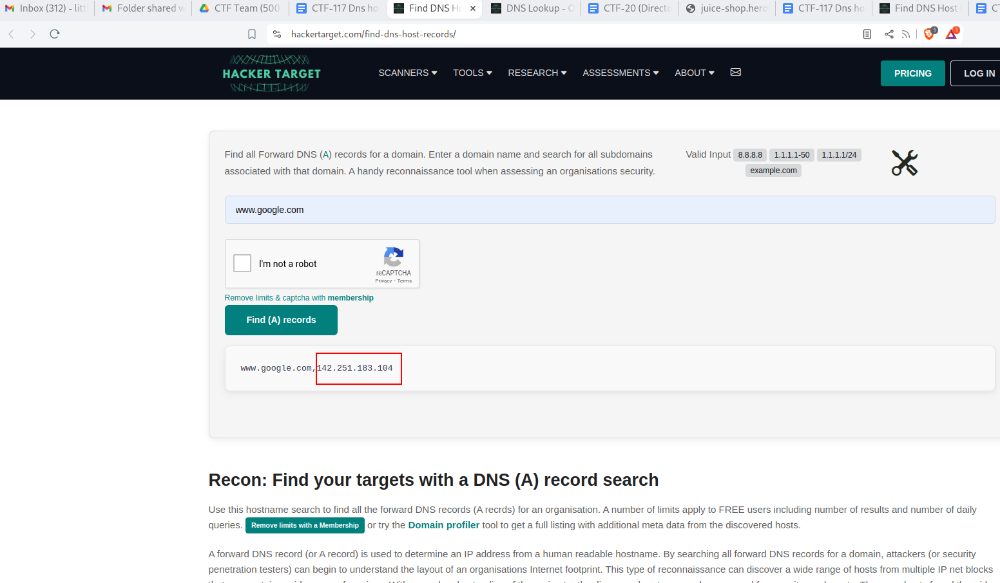 Inbox (312) - litt
Folder shared w
CTF Team (500
CTF-117 Dns ho
Find DNS Ho
DNS Lookup - O
CTF-20 (Directo
juice-shop.hero
CTF-117 Dns ho
Find DNS Host
CT
hackertarget.com/find-dns-host-records/
1
1
HACKER TARGET
SCANNERS
TOOLS
RESEARCH
ASSESSMENTS
ABOUT
PRICING
LOG IN
Find all Forward DNS (A) records for a domain. Enter a domain name and search for all subdomains
associated with that domain. A handy reconnaissance tool when assessing an organisations security.
Valid Input 8.8.8.8 1.1.1.1-50 1.1.1.1/24
example.com
www.google.com
I'm not a robot
reCAPTCHA
Privacy - Terms
Remove limits & captcha with membership
Find (A) records
www.google.com,142.251.183.104
Recon: Find your targets with a DNS (A) record search
Use this hostname search to find all the forward DNS records (A recrds) for an organisation. A number of limits apply to FREE users including number of results and number of daily
queries. Remove limits with a Membership or try the Domain profiler tool to get a full listing with additional meta data from the discovered hosts.
A forward DNS record (or A record) is used to determine an IP address from a human readable hostname. By searching all forward DNS records for a domain, attackers (or security
penetration testers) can begin to understand the layout of an organisations Internet footprint. This type of reconnaissance can discover a wide range of hosts from multiple IP net blocks